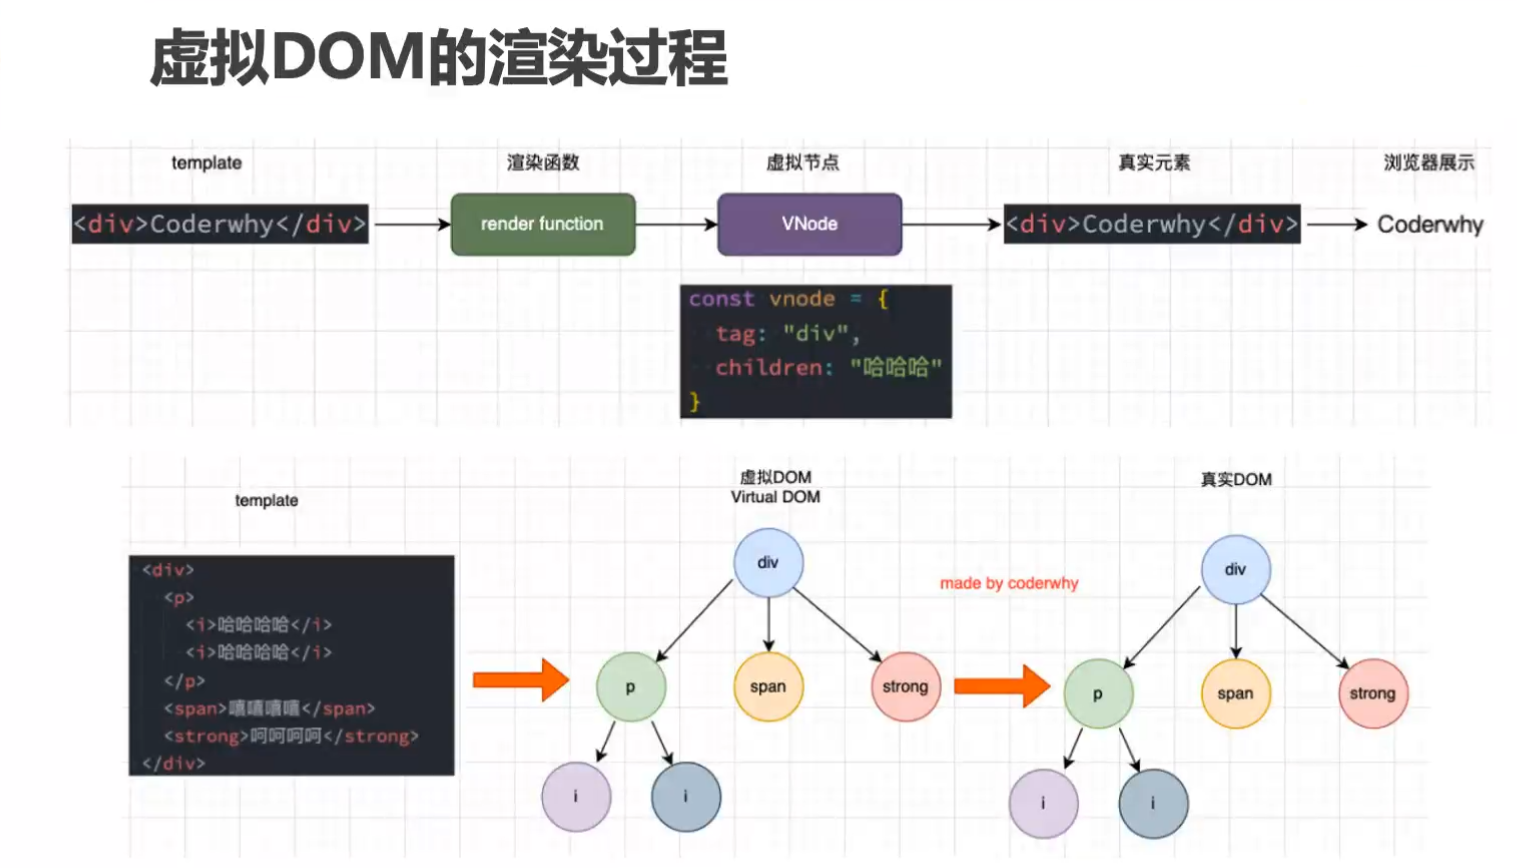 虚拟DOM的渲染过程
template
渲染函数
虚拟节点
真实元素
浏览器展示
<div>Coderwhy</div>
render function
VNode
<div>Coderwhy</div>
Coderwhy
const vnode = {
tag: "div",
children: "哈哈哈"
}
template
虚拟DOM
Virtual DOM
真实DOM
<div>
<p>
<i>哈哈哈哈</i>
<i>哈哈哈哈</i>
</p>
<span>嘻嘻嘻嘻</span>
<strong>呵呵呵呵</strong>
</div>
div
p
span
strong
i
i
made by coderwhy
div
p
span
strong
i
i